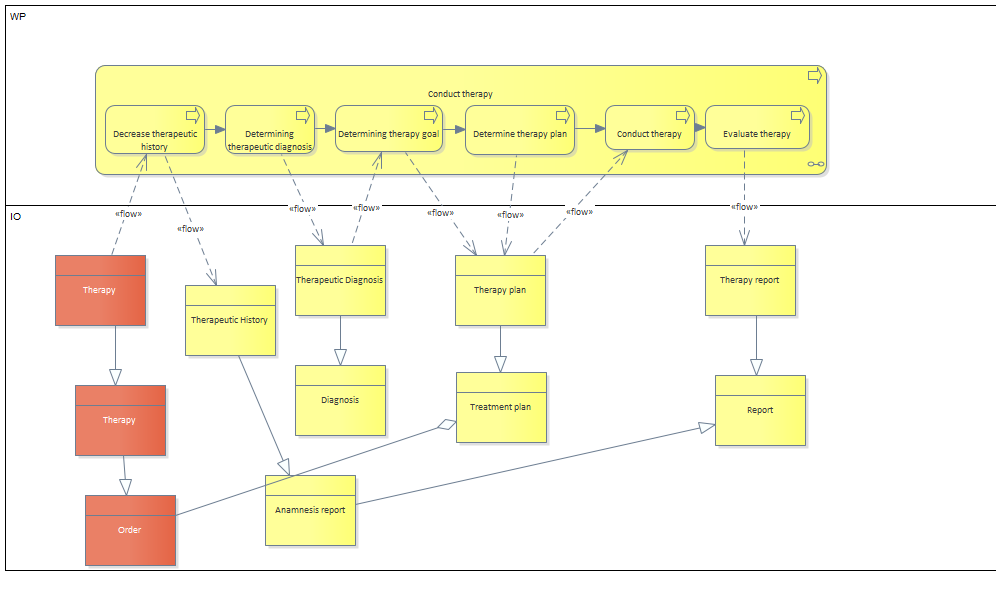 WP
Conduct therapy
Decrease therapeutic
history
Determining
therapeutic diagnosis
Determining therapy goal
Determine therapy plan
Conduct therapy
Evaluate therapy
IO
«flow»
«flow»
«flow»
«flow»
«flow»
«flow»
«flow»
«flow»
Therapy
Therapeutic History
Therapeutic Diagnosis
Therapy plan
Therapy report
Therapy
Diagnosis
Treatment plan
Report
Order
Anamnesis report